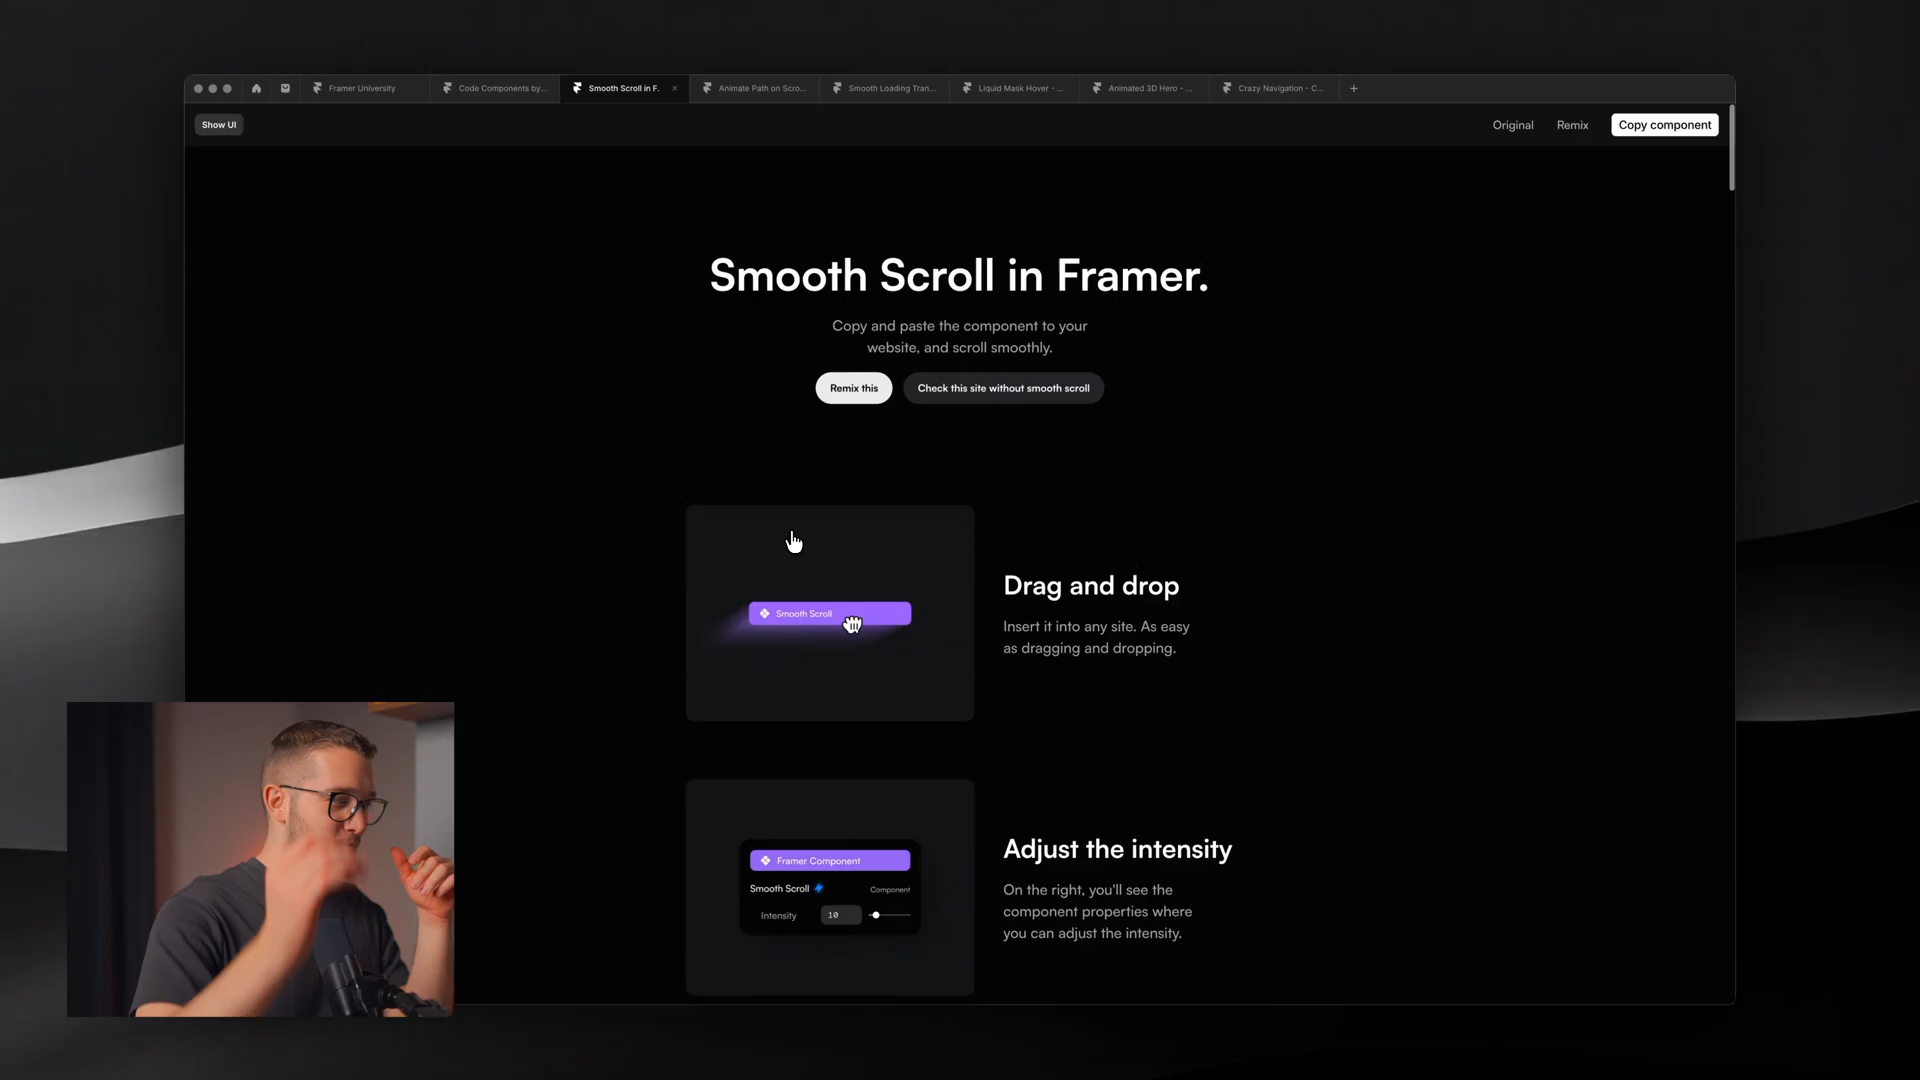 Framer University
Code Components by...
Smooth Scroll in F.
Animate Path on Scro...
Smooth Loading Tran...
Liquid Mask Hover - ...
Animated 3D Hero - ...
Crazy Navigation - C...
Show UI
Original
Remix
Copy component
Smooth Scroll in Framer.
Copy and paste the component to your
website, and scroll smoothly.
Remix this
Check this site without smooth scroll
Smooth Scroll
Drag and drop
Insert it into any site. As easy
as dragging and dropping.
Framer Component
Smooth Scroll
Component
Intensity
10
Adjust the intensity
On the right, you'll see the
component properties where
you can adjust the intensity.